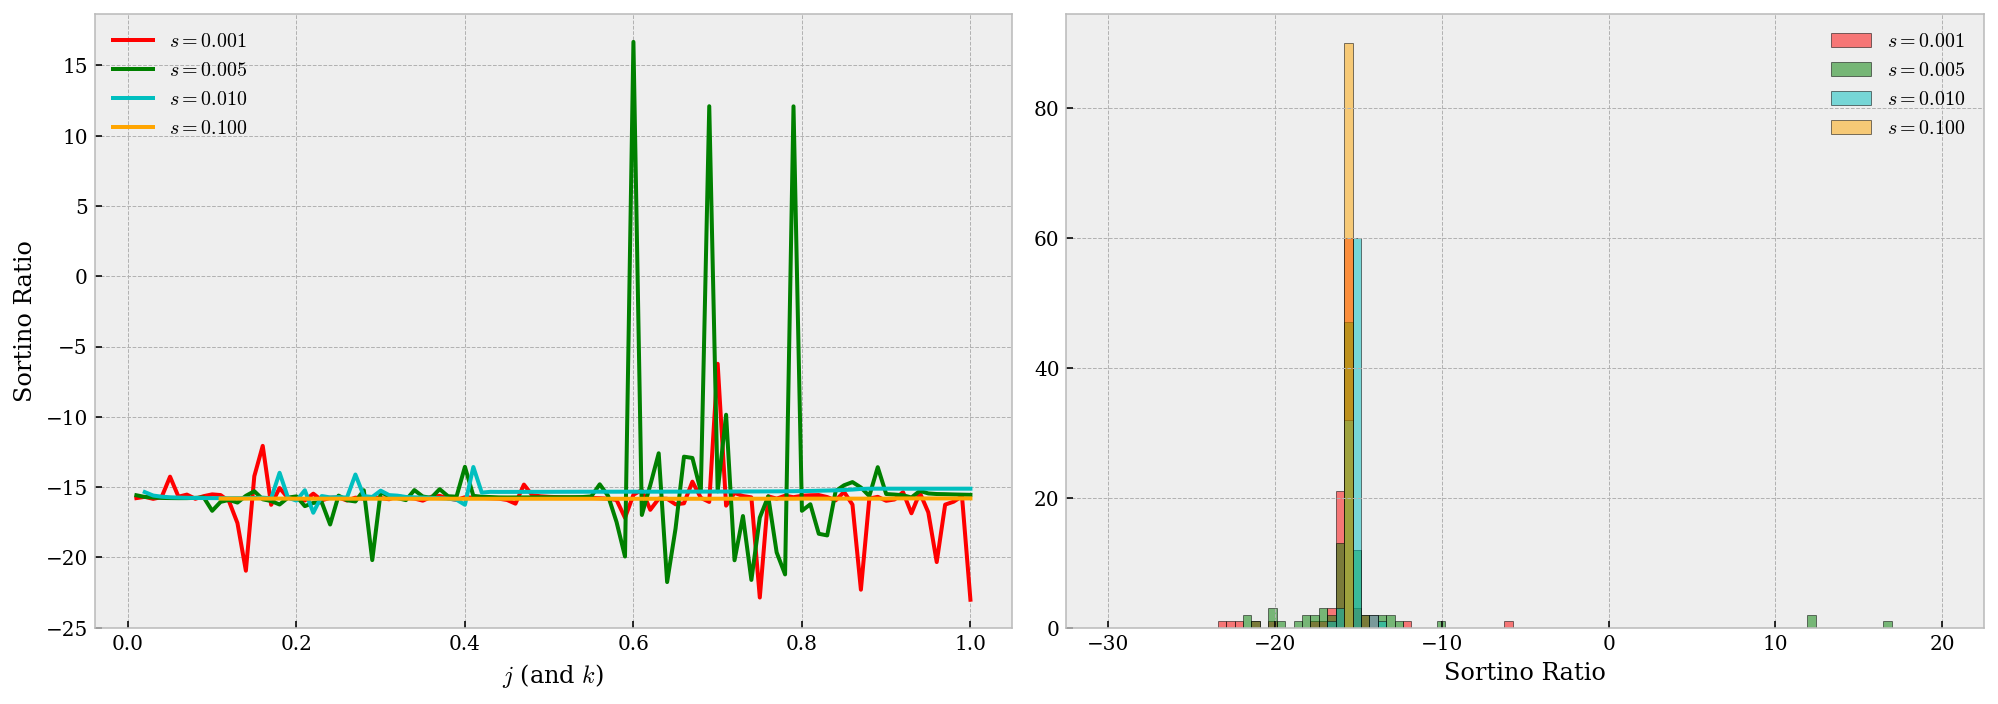 s = 0.001
s = 0.005
s = 0.010
s = 0.100
15
10
5
0
−5
−10
−15
−20
−25
Sortino Ratio
0.0 0.2 0.4 0.6 0.8 1.0
j (and k)
s = 0.001
s = 0.005
s = 0.010
s = 0.100
80
60
40
20
0
−30 −20 −10 0 10 20
Sortino Ratio